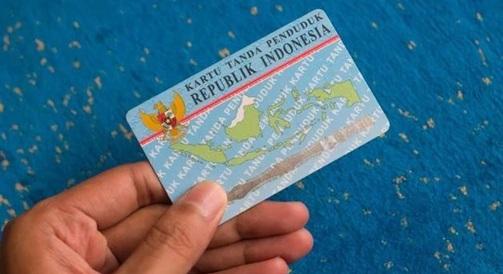 KARTU TANDA PENDUDUK
REPUBLIK INDONESIA